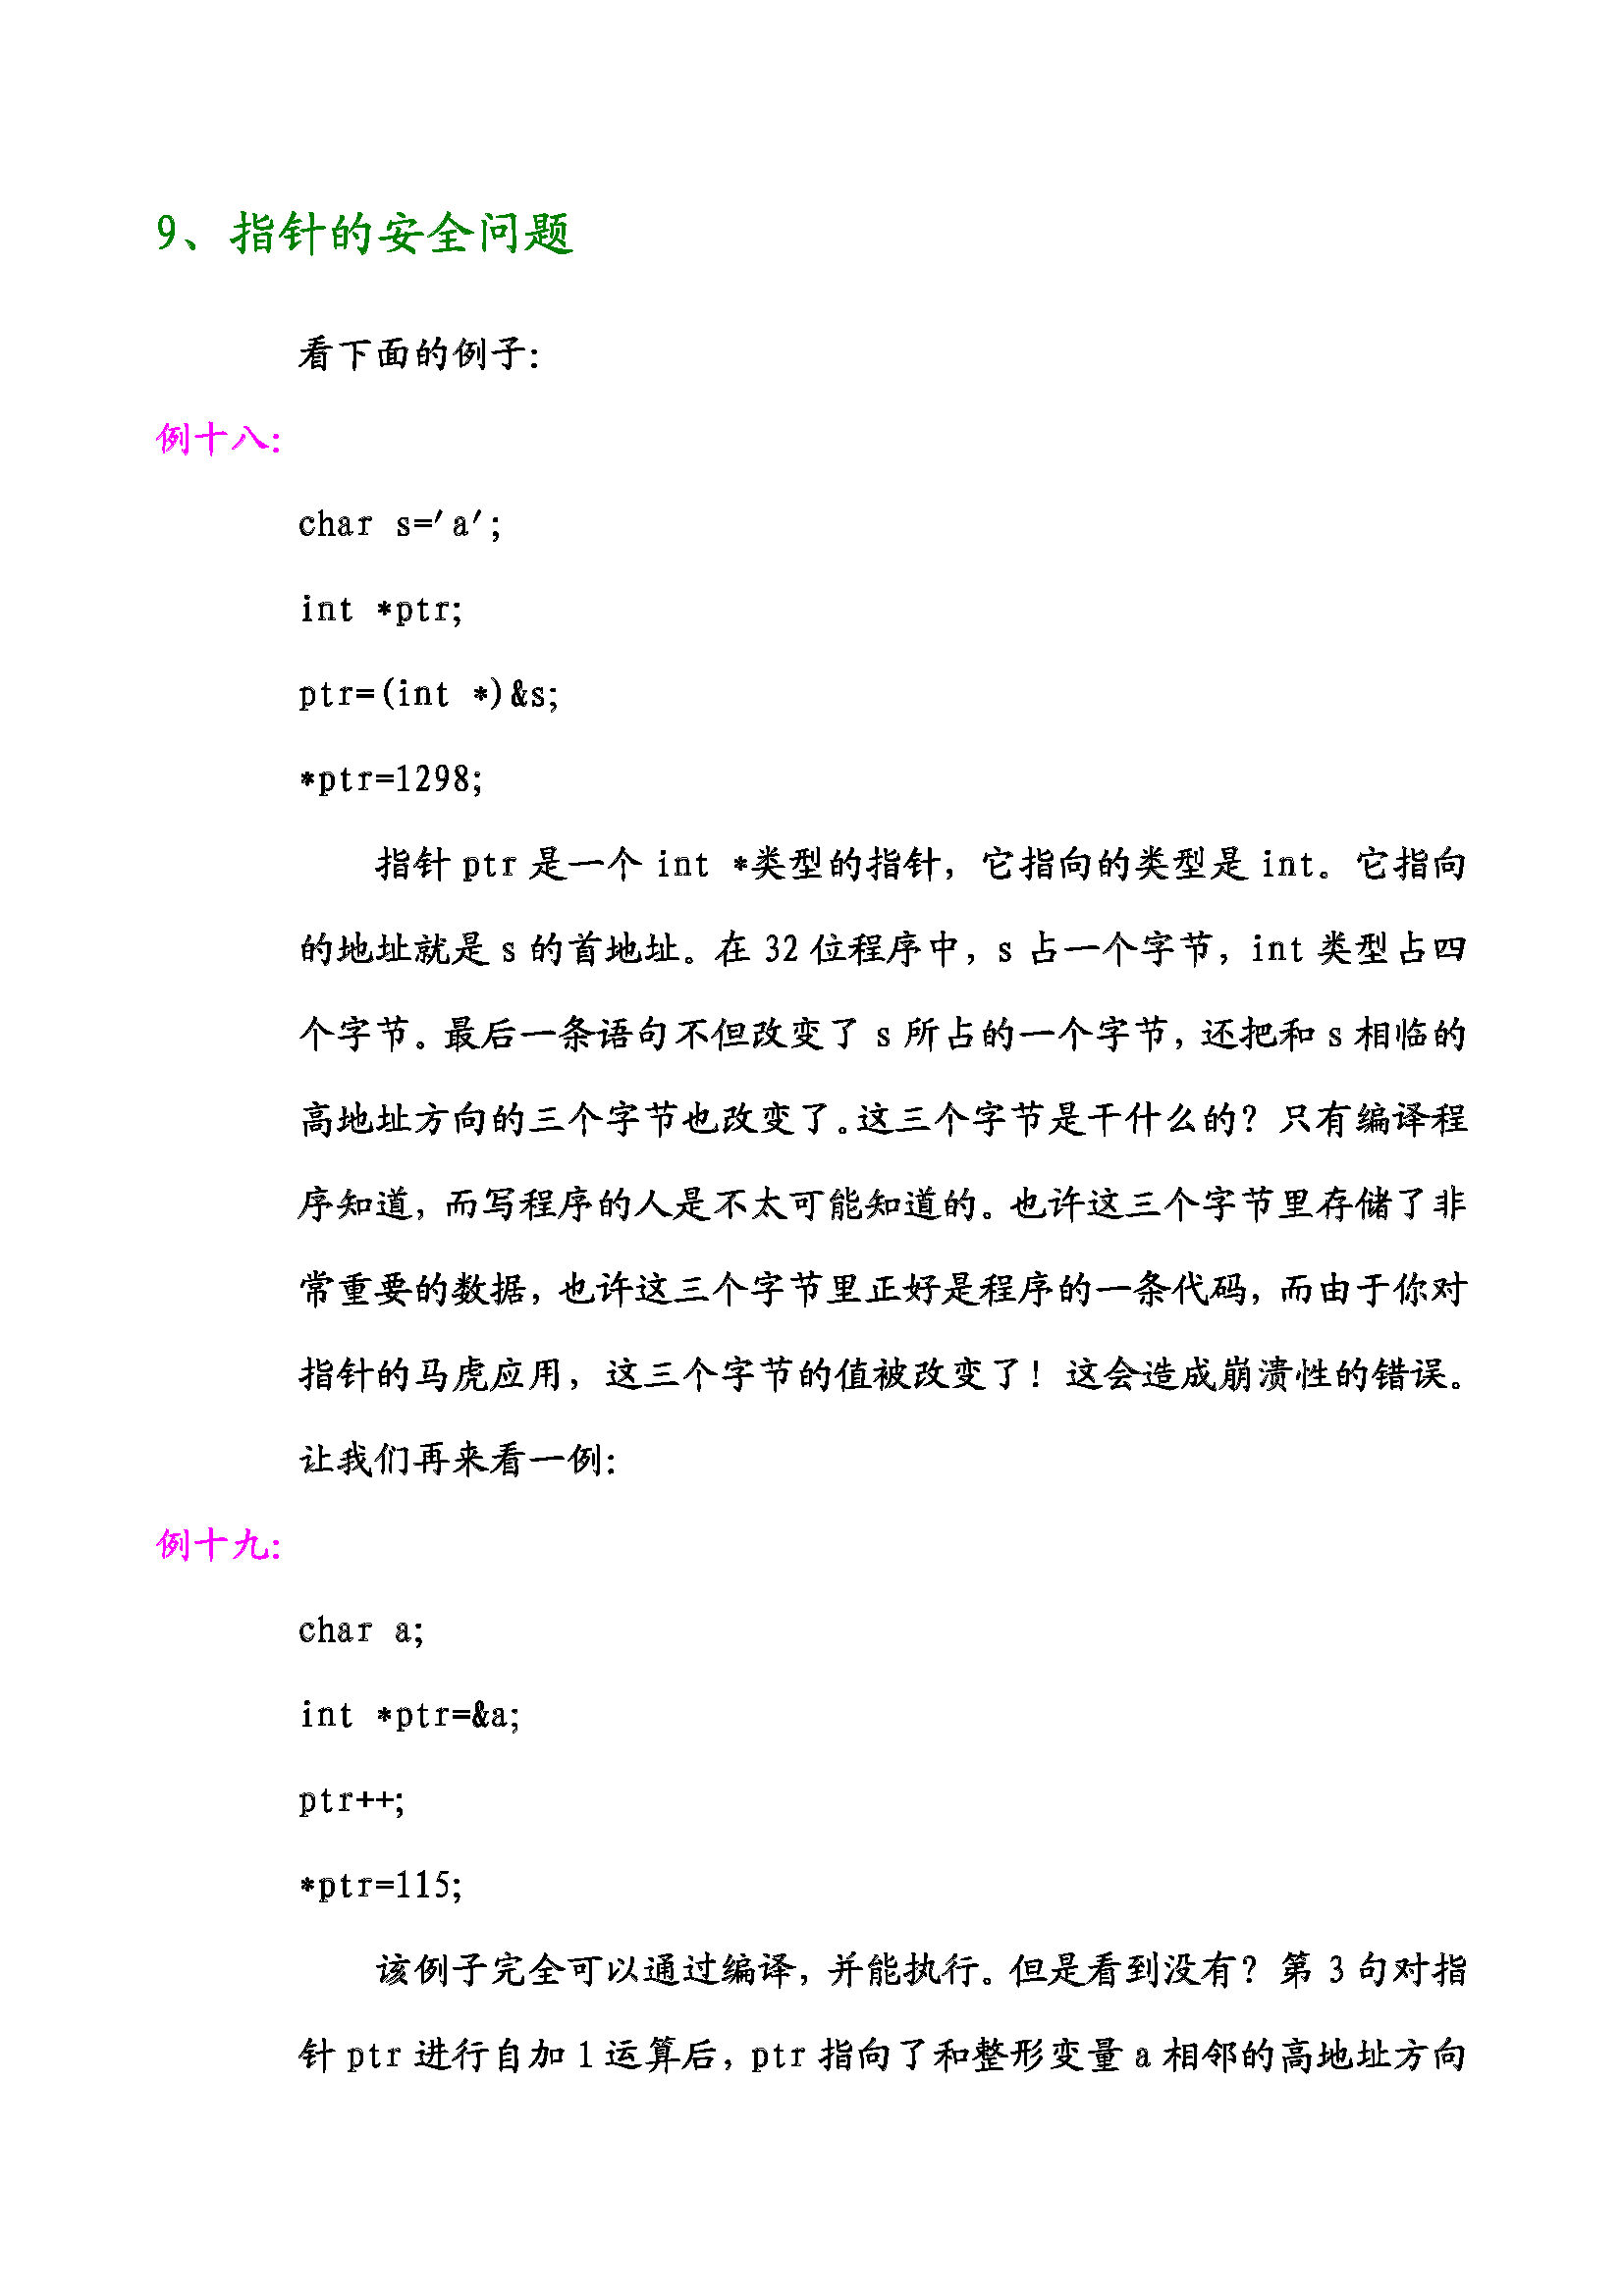 9、指针的安全问题
看下面的例子：
例十八：
char s='a';
int *ptr;
ptr=(int *)&s;
*ptr=1298;
指针 ptr 是一个 int *类型的指针，它指向的类型是 int。它指向
的地址就是 s 的首地址。在 32 位程序中，s 占一个字节，int 类型占四
个字节。最后一条语句不但改变了 s 所占的一个字节，还把和 s 相临的
高地址方向的三个字节也改变了。这三个字节是干什么的？只有编译程
序知道，而写程序的人是不太可能知道的。也许这三个字节里存储了非
常重要的数据，也许这三个字节里正好是程序的一条代码，而由于你对
指针的马虎应用，这三个字节的值被改变了！这会造成崩溃性的错误。
让我们再来看一例：
例十九：
char a;
int *ptr=&a;
ptr++;
*ptr=115;
该例子完全可以通过编译，并能执行。但是看到没有？第 3 句对指
针 ptr 进行自加 1 运算后，ptr 指向了和整形变量 a 相邻的高地址方向